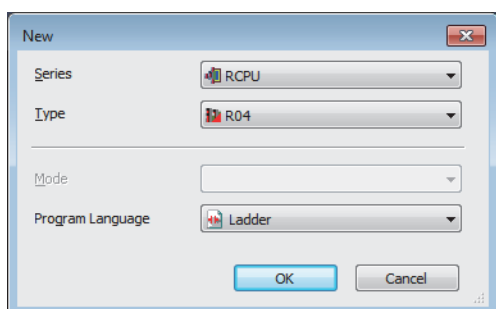 New
Series
RCPU
Type
R04
Mode
Program Language
Ladder
OK
Cancel